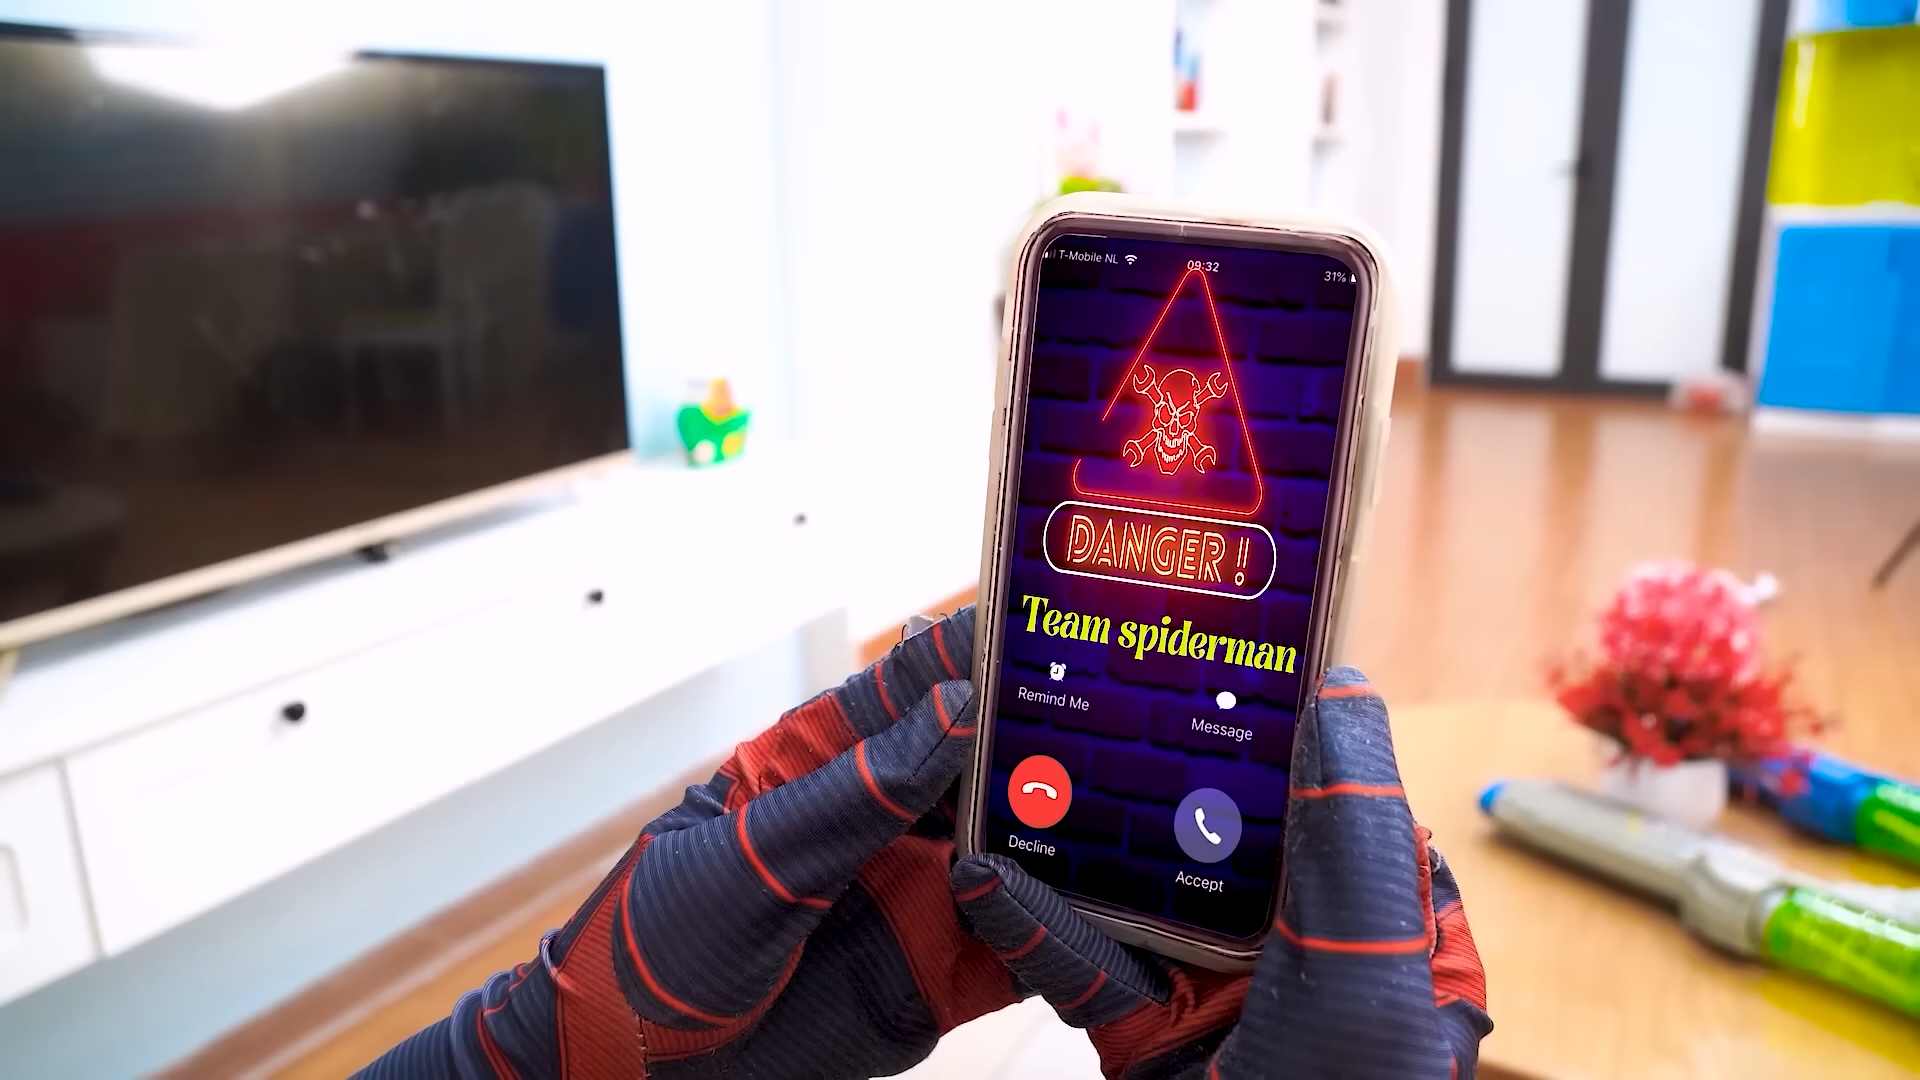 T-Mobile NL
09:32
31%
DANGER !!
Team spiderman
Remind Me
Message
Decline
Accept